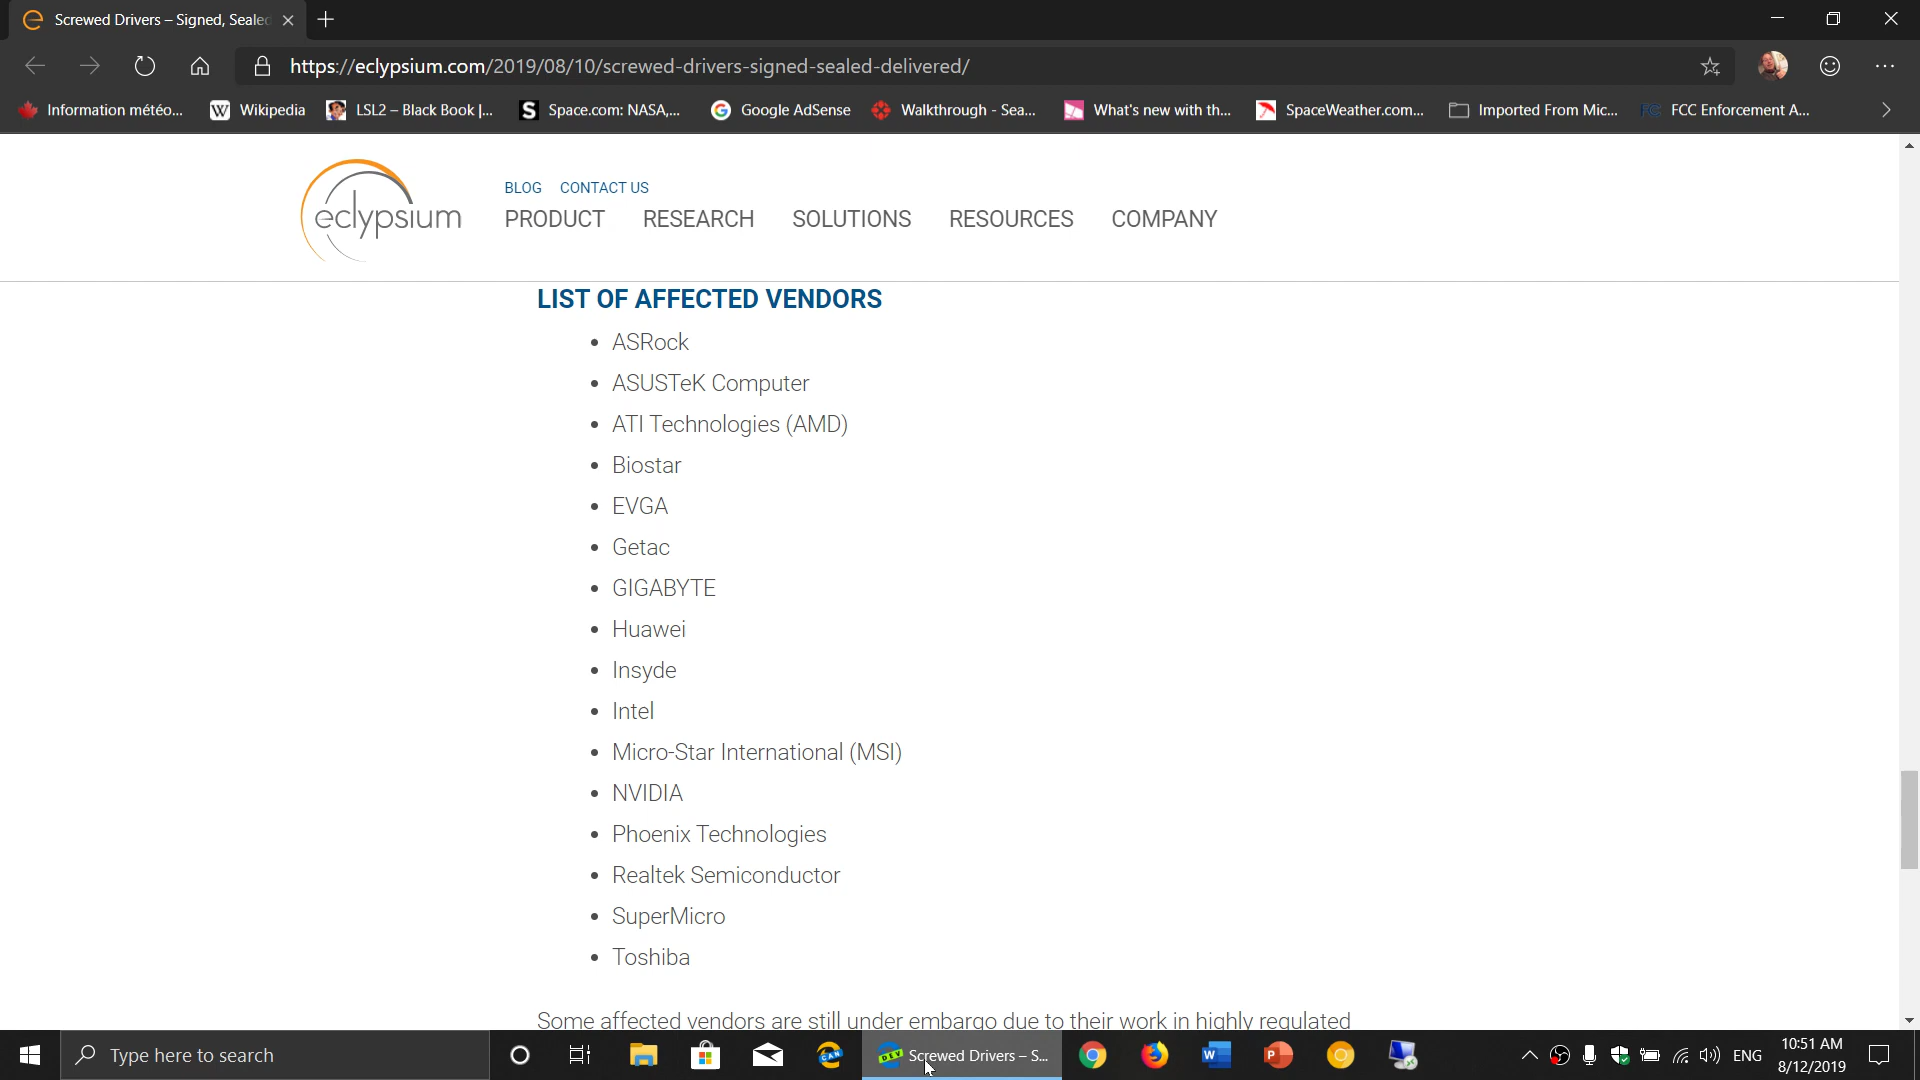 Screwed Drivers – Signed, Seale
https://eclypsium.com/2019/08/10/screwed-drivers-signed-sealed-delivered/
Information météo... Wikipedia LSL2 – Black Book |... Space.com: NASA,... Google AdSense Walkthrough - Sea... What's new with th... SpaceWeather.com... Imported From Mic... FCC Enforcement A...
eclypsium
BLOG CONTACT US
PRODUCT RESEARCH SOLUTIONS RESOURCES COMPANY
LIST OF AFFECTED VENDORS
• ASRock
• ASUSTeK Computer
• ATI Technologies (AMD)
• Biostar
• EVGA
• Getac
• GIGABYTE
• Huawei
• Insyde
• Intel
• Micro-Star International (MSI)
• NVIDIA
• Phoenix Technologies
• Realtek Semiconductor
• SuperMicro
• Toshiba
Some affected vendors are still under embargo due to their work in highly regulated
Type here to search
CAN
DEV
Screwed Drivers – S...
ENG
10:51 AM
8/12/2019